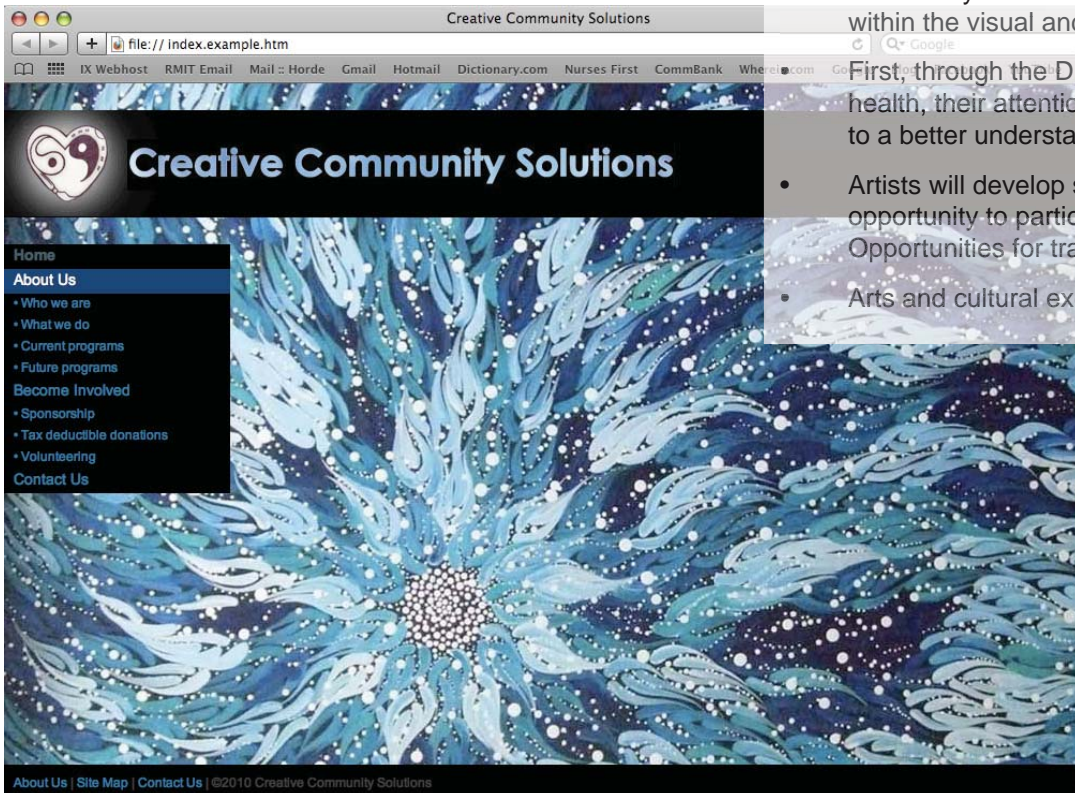 Creative Community Solutions
within the visual and
file:// index.example.htm
Google
IX Webhost RMIT Email Mail :: Horde Gmail Hotmail Dictionary.com Nurses First CommBank
• First, through the D
health, their attentio
to a better understa
Creative Community Solutions
• Artists will develop s
opportunity to partic
Opportunities for tra
• Arts and cultural ex
Home
About Us
• Who we are
• What we do
• Current programs
• Future programs
Become Involved
• Sponsorship
• Tax deductible donations
• Volunteering
Contact Us
About Us | Site Map | Contact Us | ©2010 Creative Community Solutions